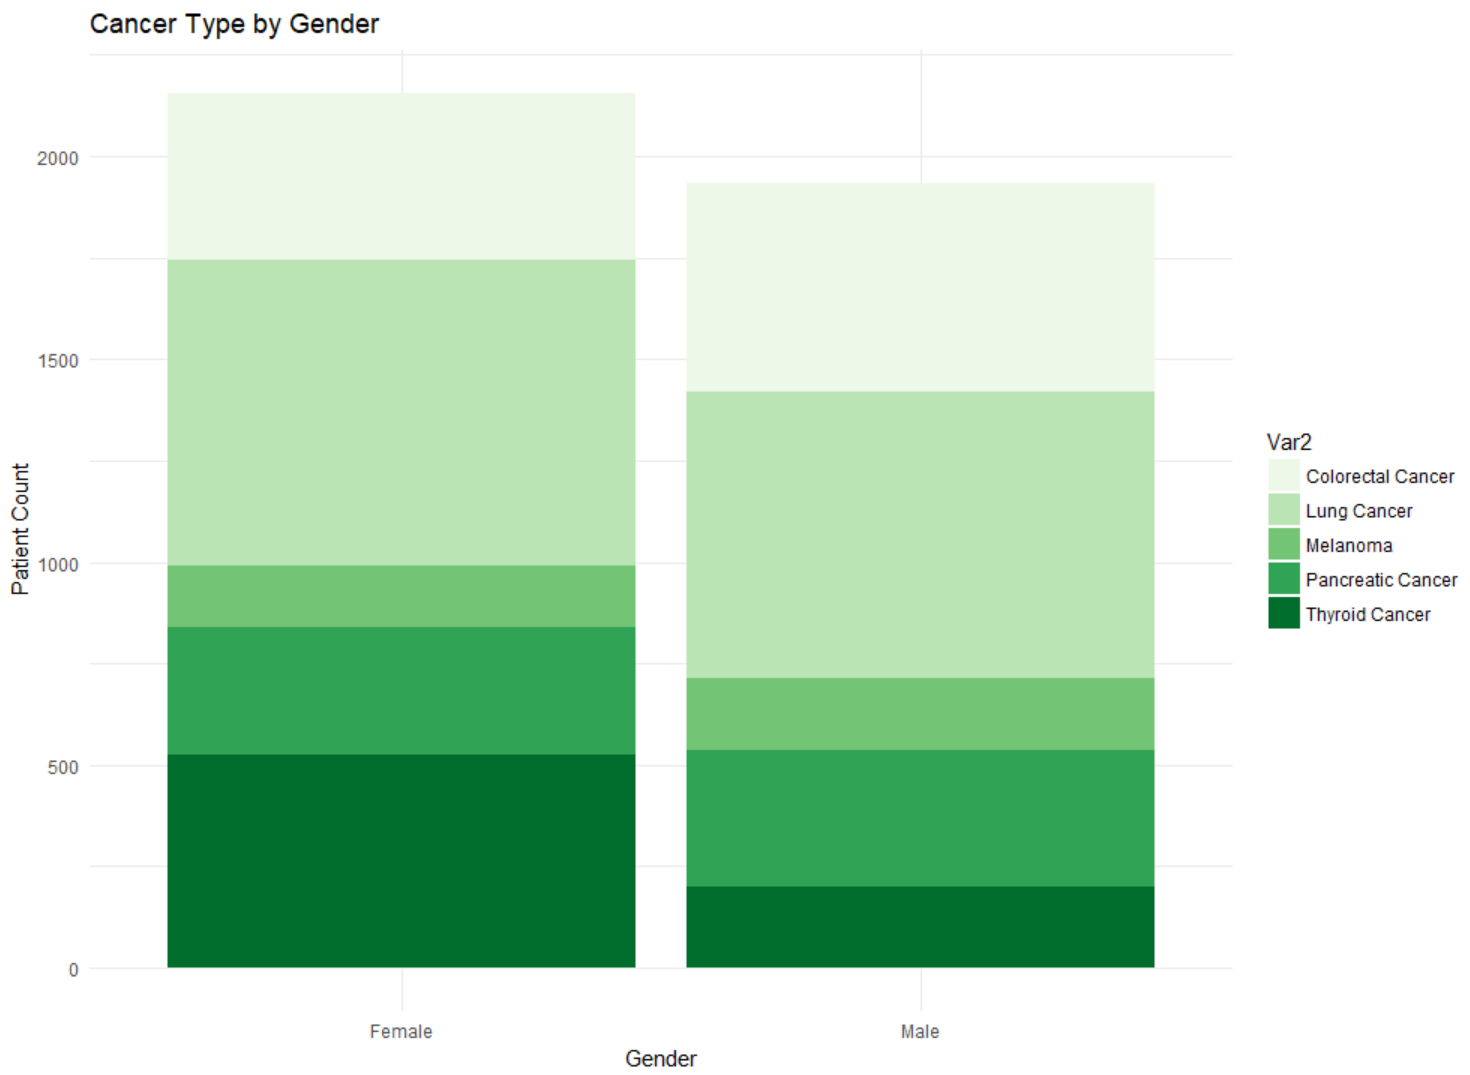 Cancer Type by Gender
2000
1500
1000
500
0
Patient Count
Female
Male
Gender
Var2
Colorectal Cancer
Lung Cancer
Melanoma
Pancreatic Cancer
Thyroid Cancer